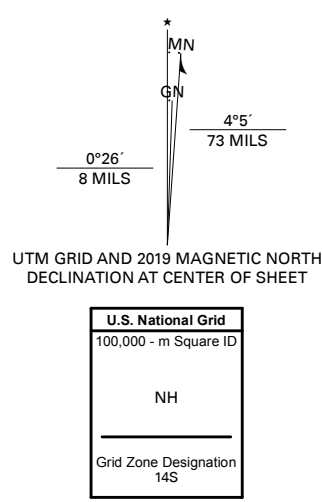 ★
MN
GN
4°5´
73 MILS
0°26´
8 MILS
UTM GRID AND 2019 MAGNETIC NORTH
DECLINATION AT CENTER OF SHEET
U.S. National Grid
100,000 - m Square ID
NH
Grid Zone Designation
14S